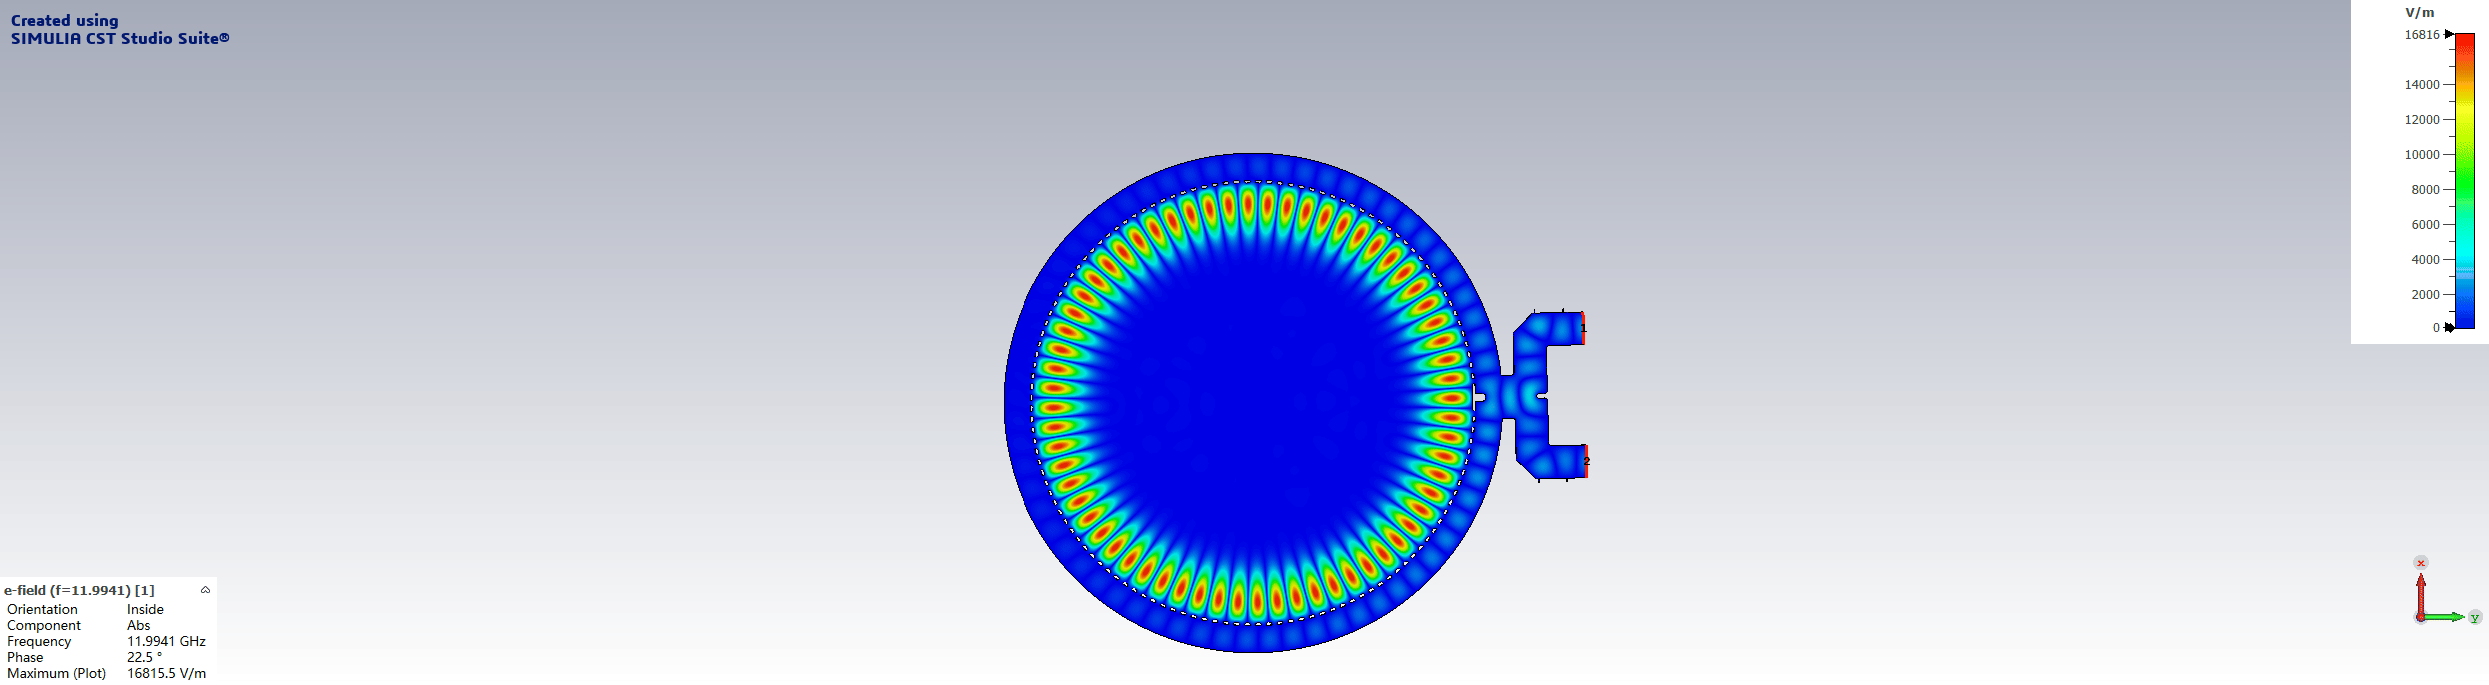 Created using
SIMULIA CST Studio Suite®
V/m
16816
14000
12000
10000
8000
6000
4000
2000
0
1
2
e-field (f=11.9941) [1]
Orientation Inside
Component Abs
Frequency 11.9941 GHz
Phase 22.5 °
Maximum (Plot) 16815.5 V/m
x
y